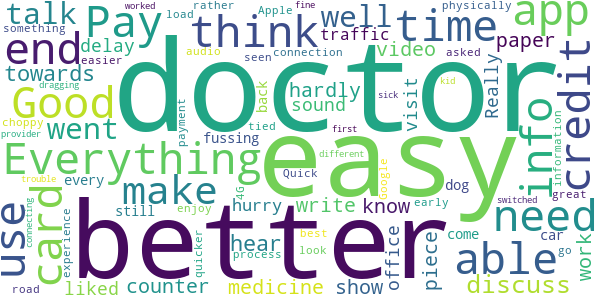 talk
Pay
think
time
app
worked
rather
load
Apple
fine
physically
something
easier
seen
connection
asked
end
delay
well
traffic
video
paper
towards
audio
hardly
sound
visit
Really
credit
dragging
doctor
sick
kid
Good
choppy
went
payment
back
tied
first
info
provider
fussing
Everything
easy
different
information
trouble
card
make
Quick
4G
Google
dog
early
switched
need
use
connecting
every
still
hurry
write
know
come
great
experience
enjoy
best
car
better
able
liked
hear
process
look
office
piece
go
work
road
counter
quicker
medicine
show
discuss